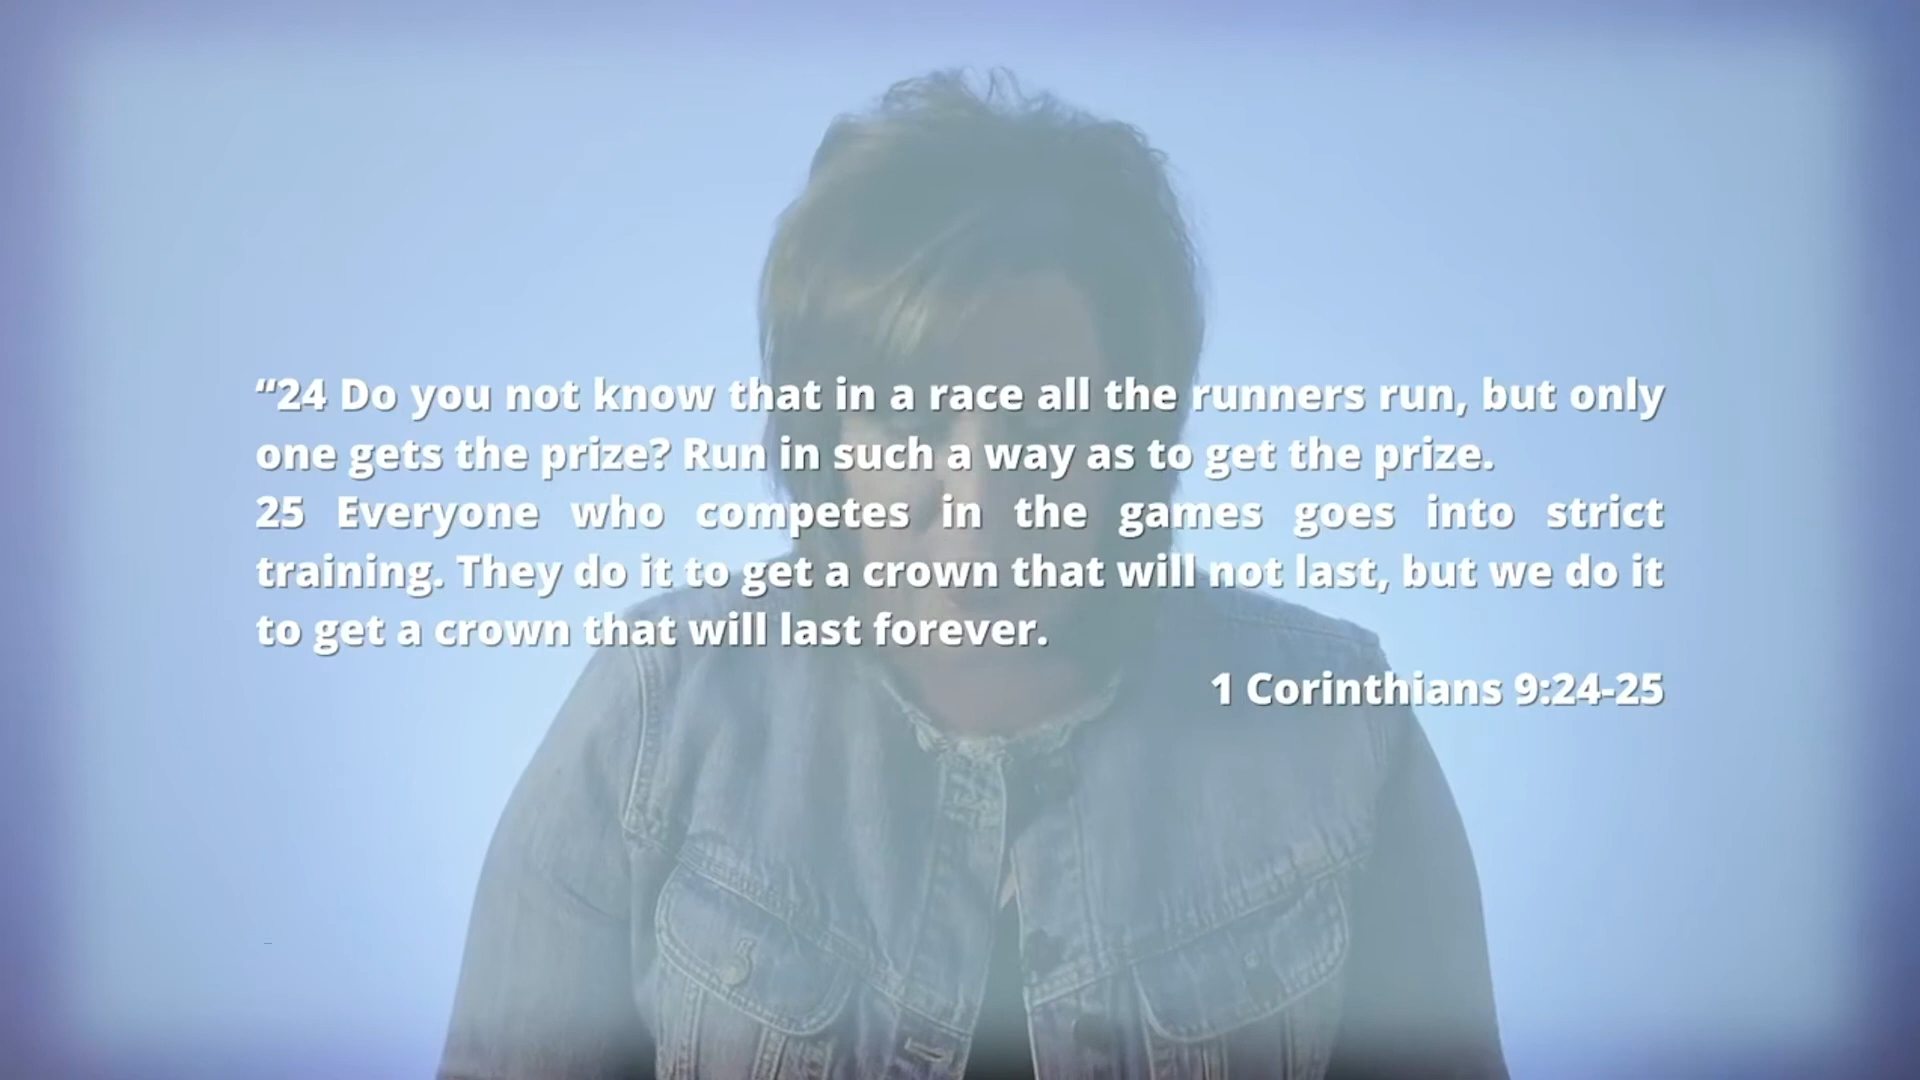 “24 Do you not know that in a race all the runners run, but only
one gets the prize? Run in such a way as to get the prize.
25 Everyone who competes in the games goes into strict
training. They do it to get a crown that will not last, but we do it
to get a crown that will last forever.
1 Corinthians 9:24-25